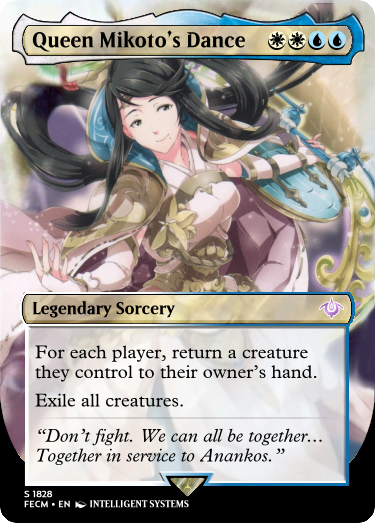 Queen Mikoto's Dance
Legendary Sorcery
For each player, return a creature
they control to their owner's hand.
Exile all creatures.
“Don't fight. We can all be together…
Together in service to Anankos.”
S 1828
FECM • EN INTELLIGENT SYSTEMS